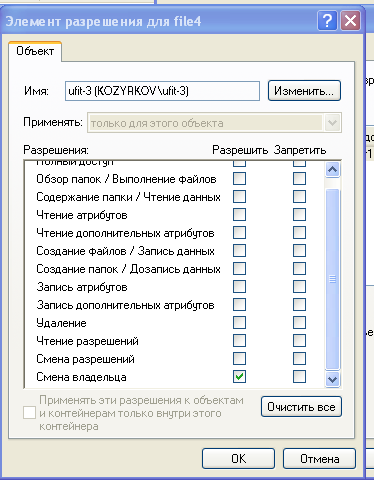 Элемент разрешения для file4
Объект
Имя: ufit-3 (KOZYRKOV\ufit-3) Изменить...
Применять: только для этого объекта
Разрешения: Разрешить Запретить
Полный доступ
Обзор папок / Выполнение файлов
Содержание папки / Чтение данных
Чтение атрибутов
Чтение дополнительных атрибутов
Создание файлов / Запись данных
Создание папок / Дозапись данных
Запись атрибутов
Запись дополнительных атрибутов
Удаление
Чтение разрешений
Смена разрешений
Смена владельца
Применять эти разрешения к объектам
и контейнерам только внутри этого
контейнера
Очистить все
OK Отмена